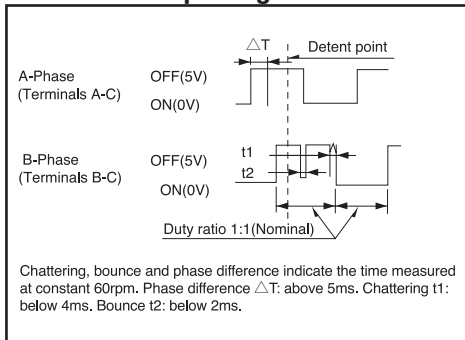 △T
Detent point
A-Phase
(Terminals A-C)
OFF(5V)
ON(0V)
B-Phase
(Terminals B-C)
OFF(5V)
ON(0V)
t1
t2
Duty ratio 1:1(Nominal)
Chattering, bounce and phase difference indicate the time measured
at constant 60rpm. Phase difference △T: above 5ms. Chattering t1:
below 4ms. Bounce t2: below 2ms.